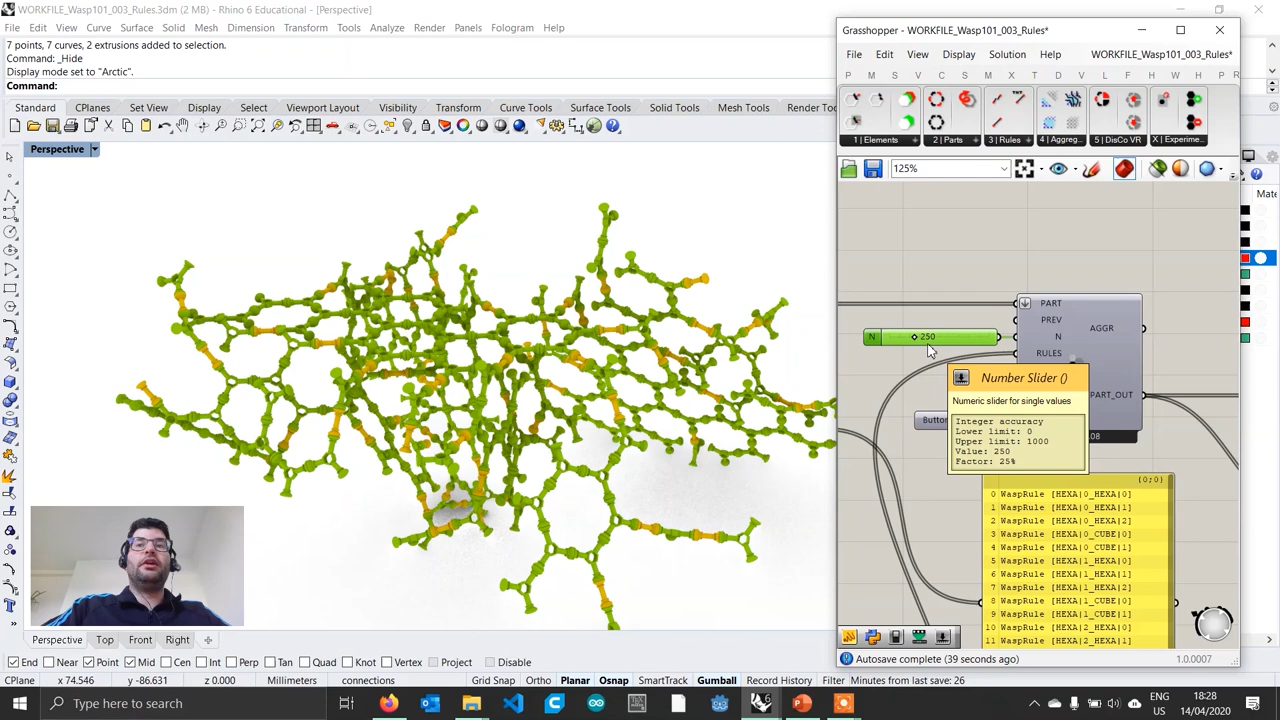 WORKFILE_Wasp101_003_Rules.3dm (2 MB) - Rhino 6 Educational - [Perspective]
File Edit View Curve Surface Solid Mesh Dimension Transform Tools Analyze Render Panels Fologram Help
7 points, 7 curves, 2 extrusions added to selection.
Command: _Hide
Display mode set to "Arctic".
Command:
Standard CPlanes Set View Display Select Viewport Layout Visibility Transform Curve Tools Surface Tools Solid Tools Mesh Tools Render Too
Perspective
Grasshopper - WORKFILE_Wasp101_003_Rules*
File Edit View Display Solution Help WORKFILE_Wasp101_003_Rules*
P M S V C S M X T D V L F H X P R
1 | Elements 2 | Parts 3 | Rules 4 | Aggreg... 5 | DisCo VR X | Experime...
125%
Mate
PART
PREV
AGGR
N 250 N
RULES
Number Slider ()
Numeric slider for single values
Integer accuracy
Lower limit: 0
Upper limit: 1000
Value: 250
Factor: 25%
PART_OUT
Button
{0;0}
0 WaspRule [HEXA|0_HEXA|0]
1 WaspRule [HEXA|0_HEXA|1]
2 WaspRule [HEXA|0_HEXA|2]
3 WaspRule [HEXA|0_CUBE|0]
4 WaspRule [HEXA|0_CUBE|1]
5 WaspRule [HEXA|1_HEXA|0]
6 WaspRule [HEXA|1_HEXA|1]
7 WaspRule [HEXA|1_HEXA|2]
8 WaspRule [HEXA|1_CUBE|0]
9 WaspRule [HEXA|1_CUBE|1]
10 WaspRule [HEXA|2_HEXA|0]
11 WaspRule [HEXA|2_HEXA|1]
Autosave complete (39 seconds ago) 1.0.0007
Perspective Top Front Right
End Near Point Mid Cen Int Perp Tan Quad Knot Vertex Project Disable
CPlane x 74.546 y -86.631 z 0.000 Millimeters connections Grid Snap Ortho Planar Osnap SmartTrack Gumball Record History Filter Minutes from last save: 26
Type here to search
ENG
US
18:28
14/04/2020